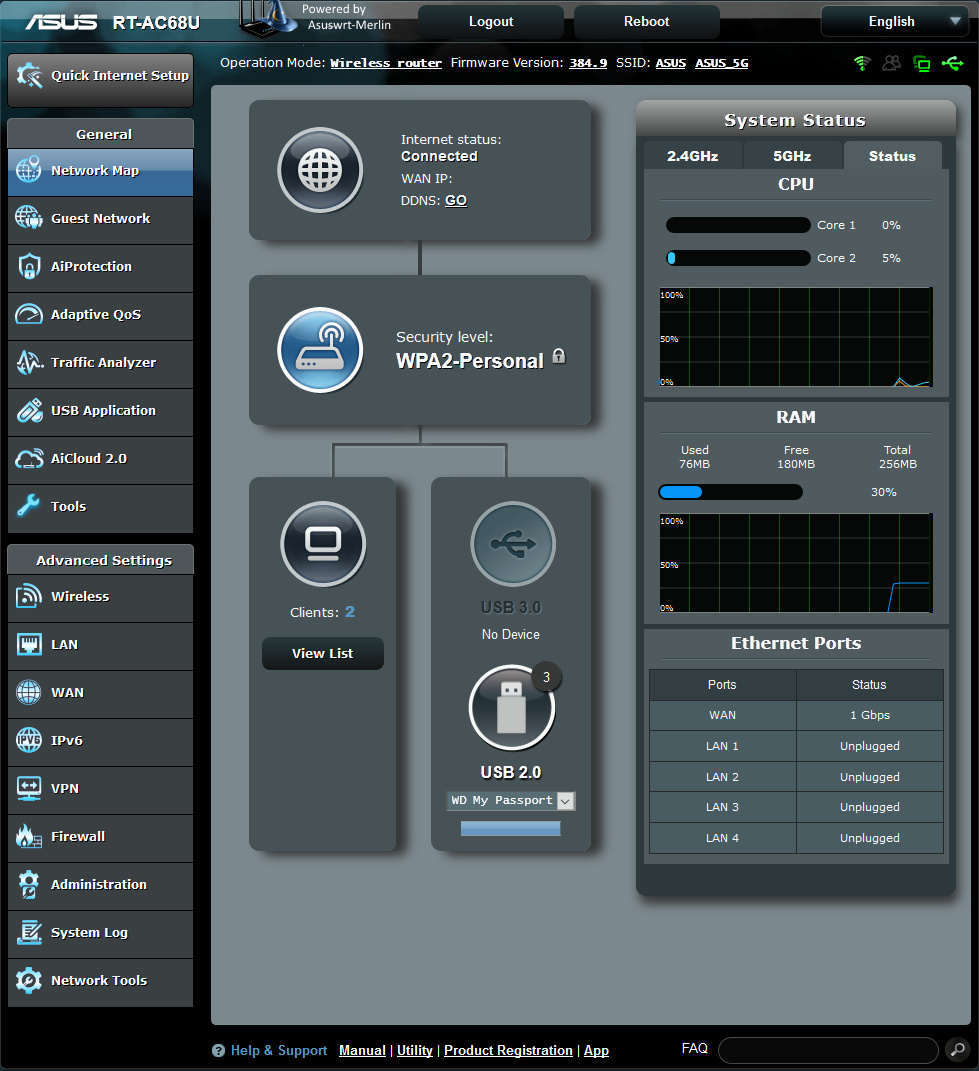 ASUS RT-AC68U
Powered by
Asuswrt-Merlin
Logout
Reboot
English
Quick Internet Setup
Operation Mode: Wireless router Firmware Version: 384.9 SSID: ASUS ASUS_5G
General
Network Map
Guest Network
AiProtection
Adaptive QoS
Traffic Analyzer
USB Application
AiCloud 2.0
Tools
Advanced Settings
Wireless
LAN
WAN
IPv6
VPN
Firewall
Administration
System Log
Network Tools
Internet status:
Connected
WAN IP:
DDNS: GO
Security level:
WPA2-Personal
Clients: 2
View List
USB 3.0
No Device
3
USB 2.0
WD My Passport
System Status
2.4GHz 5GHz Status
CPU
Core 1 0%
Core 2 5%
100%
50%
0%
RAM
Used Free Total
76MB 180MB 256MB
30%
100%
50%
0%
Ethernet Ports
Ports Status
WAN 1 Gbps
LAN 1 Unplugged
LAN 2 Unplugged
LAN 3 Unplugged
LAN 4 Unplugged
? Help & Support Manual | Utility | Product Registration | App
FAQ